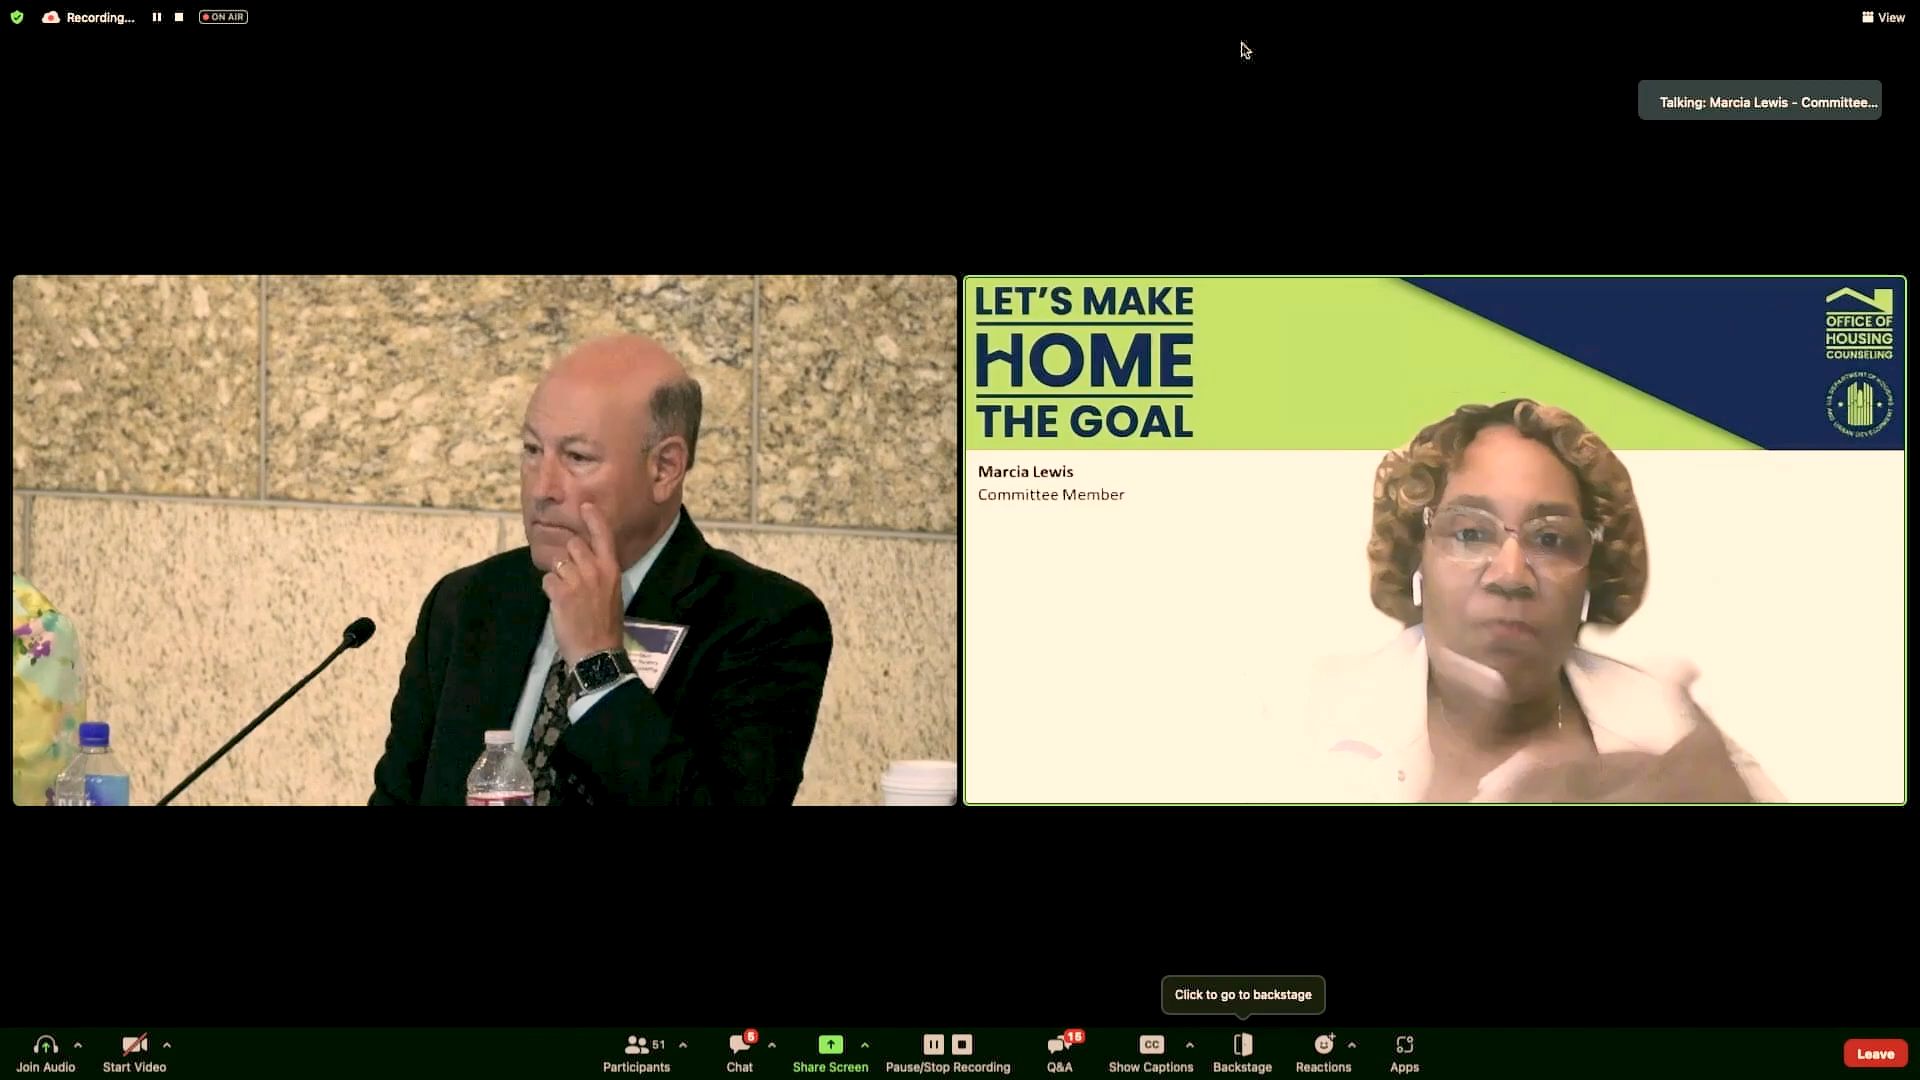 Recording...
ON AIR
View
Talking: Marcia Lewis - Committee...
LET'S MAKE
HOME
THE GOAL
OFFICE OF
HOUSING
COUNSELING
Marcia Lewis
Committee Member
Click to go to backstage
Join Audio
Start Video
51
Participants
5
Chat
Share Screen
Pause/Stop Recording
15
Q&A
CC
Show Captions
Backstage
Reactions
Apps
Leave